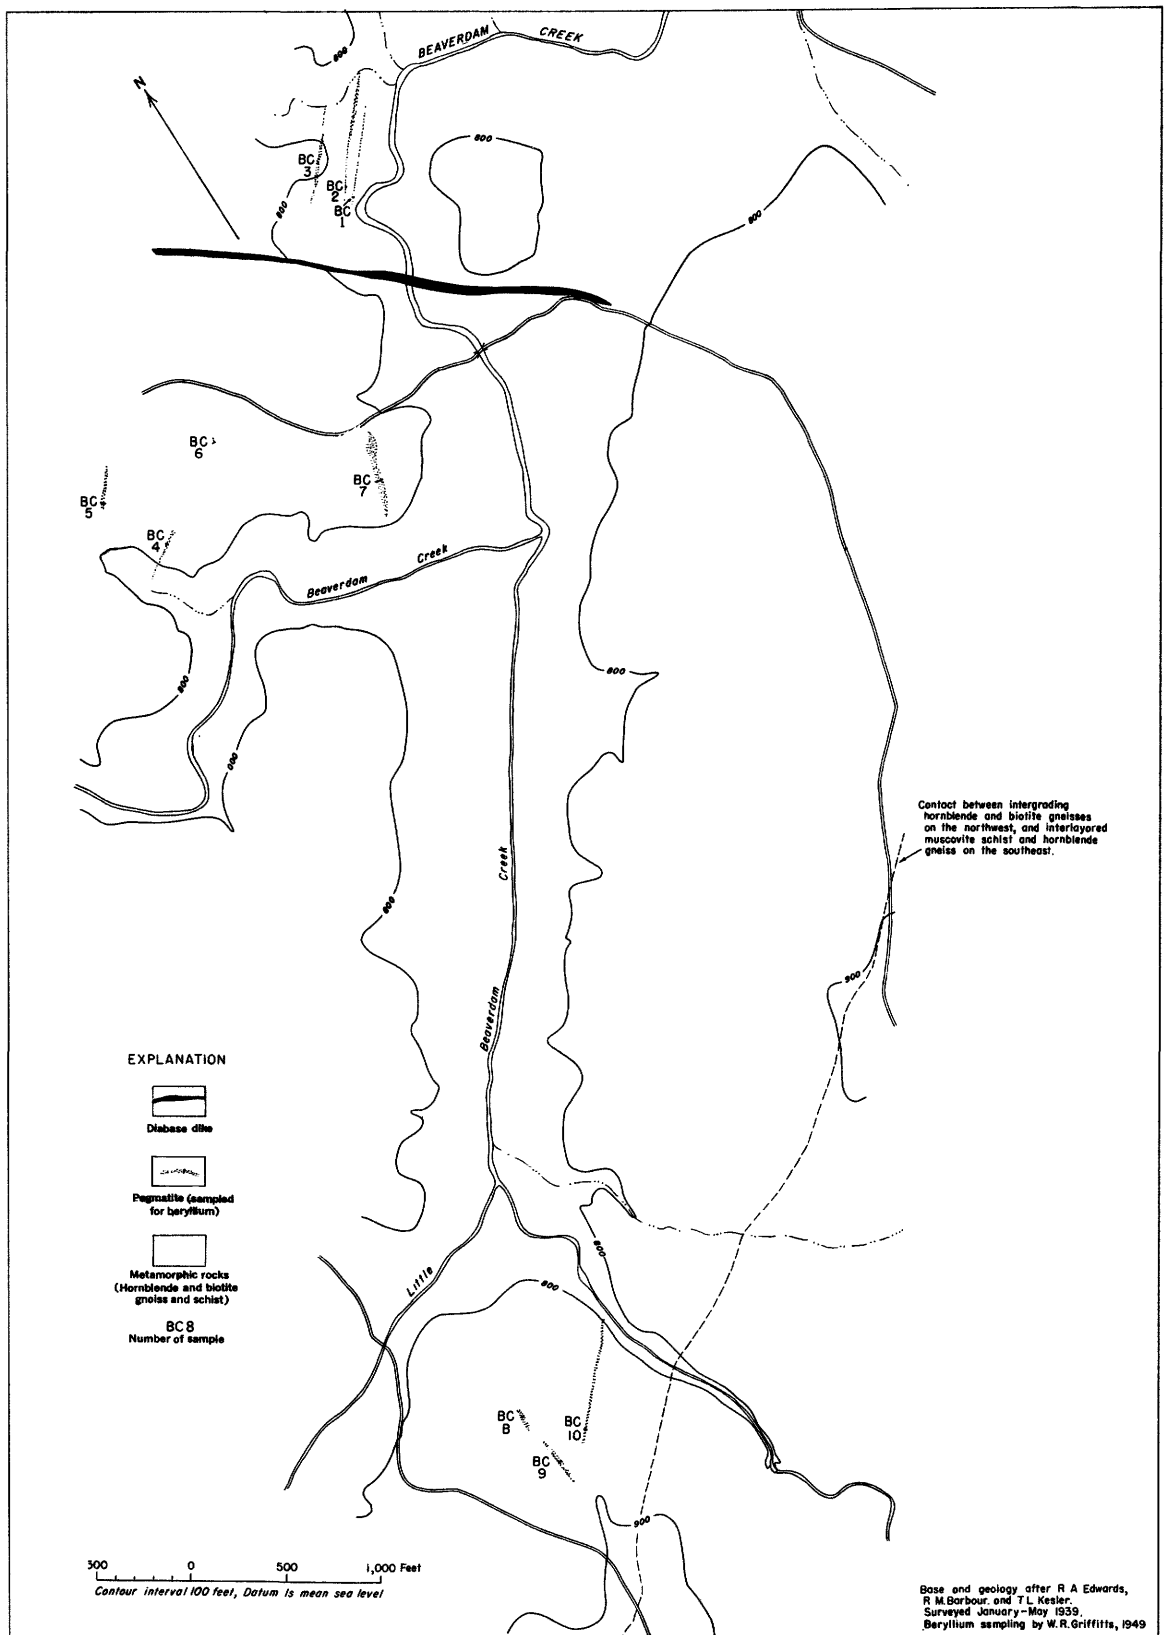 BEAVERDAM CREEK
800
N
800
BC
3
BC
2
BC
1
800
800
BC
6
BC
7
BC
5
BC
4
Beaverdam Creek
800
800
000
Creek
800
Contact between intergrading
hornblende and biotite gneisses
on the northwest, and interlayered
muscovite schist and hornblende
gneiss on the southeast.
900
Beaverdam
EXPLANATION
Diabase dike
Pegmatite (sampled
for beryllium)
Metamorphic rocks
(Hornblende and biotite
gneiss and schist)
BC 8
Number of sample
Little
800
800
BC
8
BC
10
BC
9
900
500 0 500 1,000 Feet
Contour interval 100 feet, Datum is mean sea level
Base and geology after R A Edwards,
R M. Barbour. and T L Kesler.
Surveyed January-May 1939.
Beryllium sampling by W. R. Griffitts, 1949